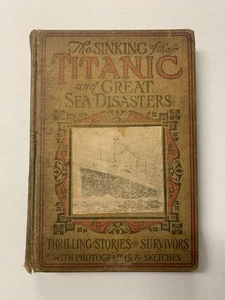 The SINKING of the
TITANIC
and GREAT
SEA DISASTERS
THRILLING STORIES of SURVIVORS
WITH PHOTOGRAPHS & SKETCHES